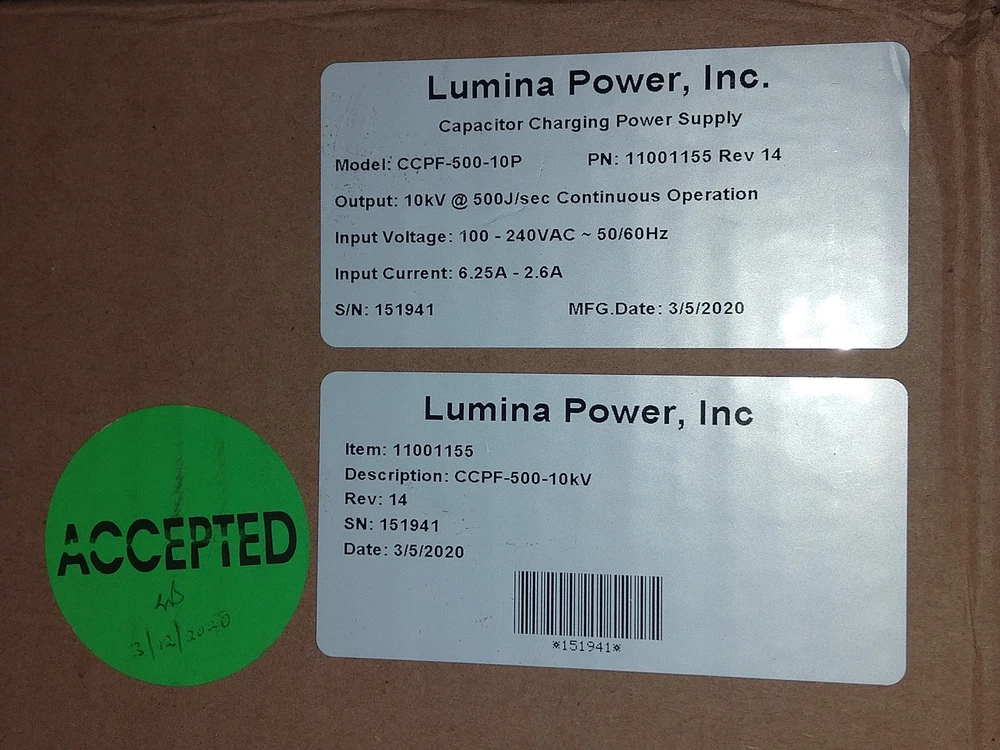 Lumina Power, Inc.
Capacitor Charging Power Supply
Model: CCPF-500-10P PN: 11001155 Rev 14
Output: 10kV @ 500J/sec Continuous Operation
Input Voltage: 100 - 240VAC ~ 50/60Hz
Input Current: 6.25A - 2.6A
S/N: 151941 MFG.Date: 3/5/2020
Lumina Power, Inc
Item: 11001155
Description: CCPF-500-10kV
Rev: 14
SN: 151941
Date: 3/5/2020
*151941*
ACCEPTED
3/12/2020